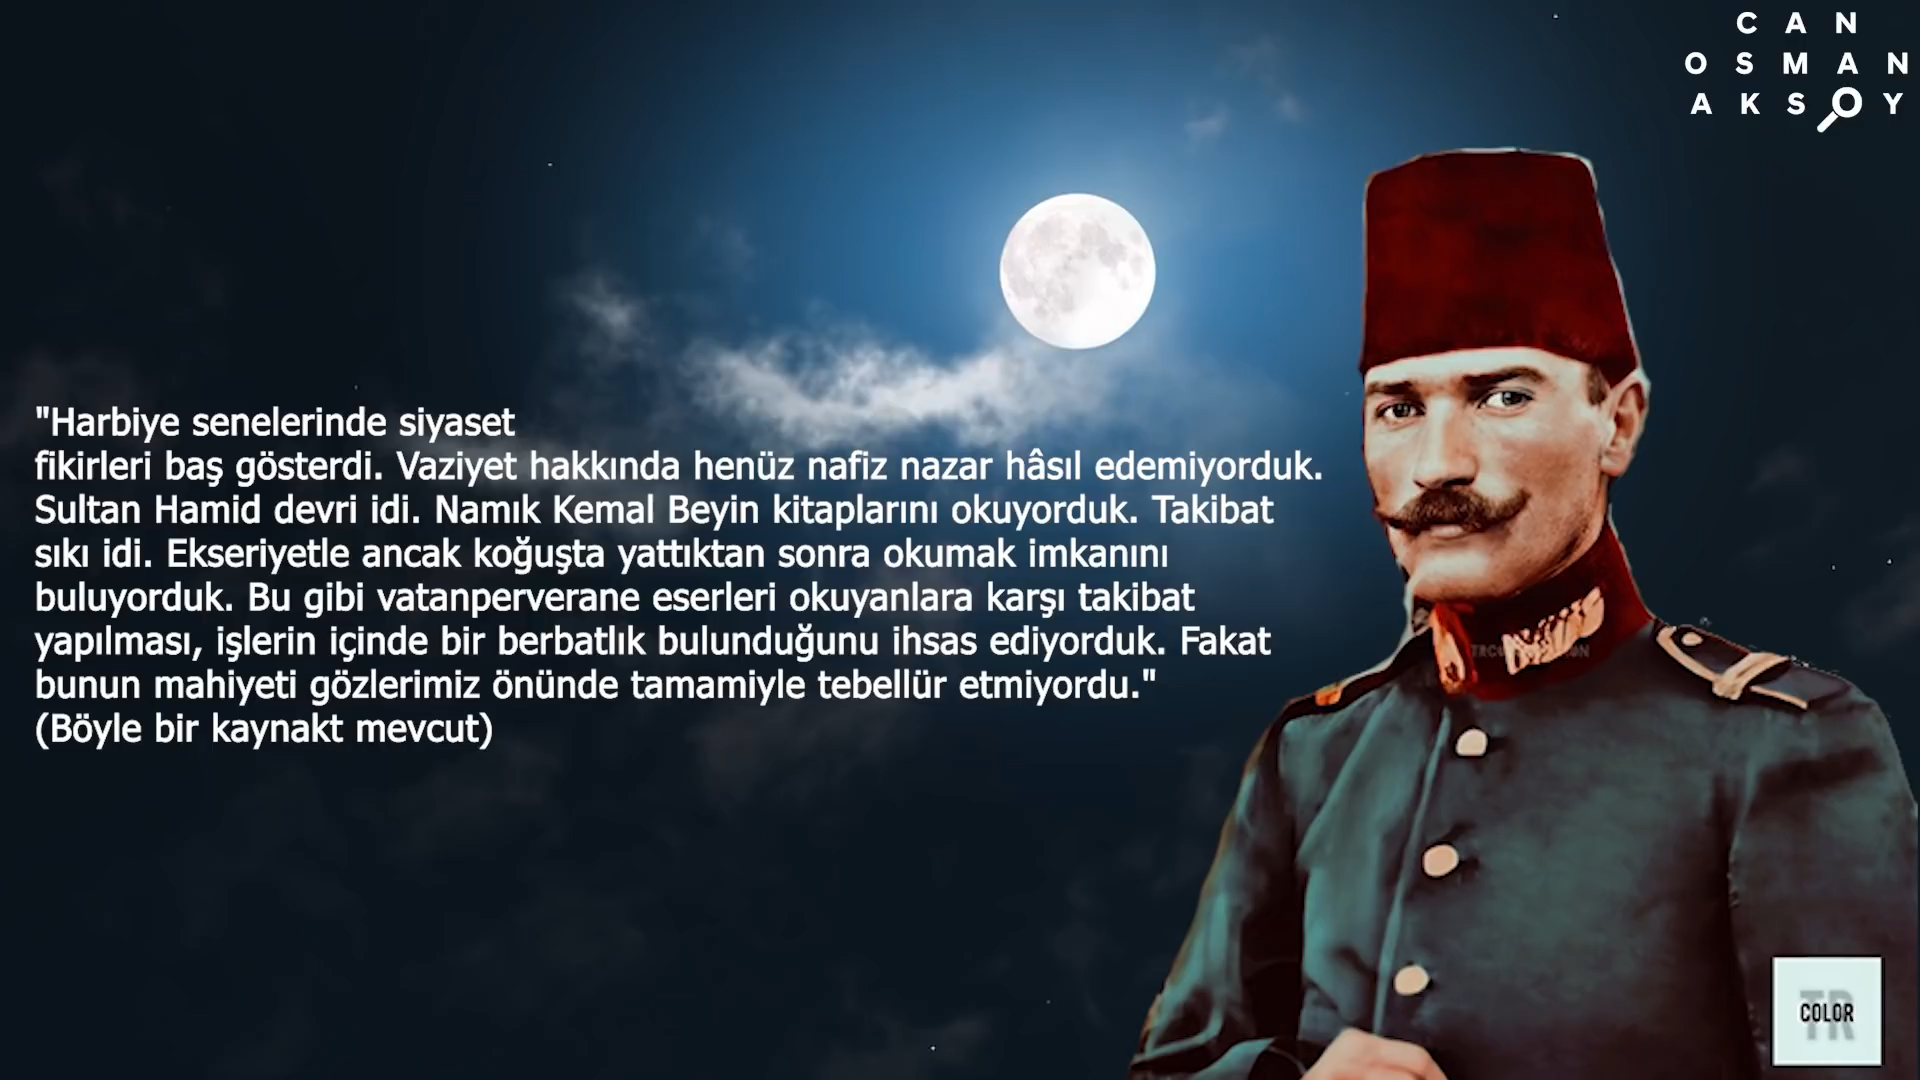 CAN
OSMAN
AKSOY
"Harbiye senelerinde siyaset
fikirleri baş gösterdi. Vaziyet hakkında henüz nafiz nazar hâsıl edemiyorduk.
Sultan Hamid devri idi. Namık Kemal Beyin kitaplarını okuyorduk. Takibat
sıkı idi. Ekseriyetle ancak koğuşta yattıktan sonra okumak imkanını
buluyorduk. Bu gibi vatanperverane eserleri okuyanlara karşı takibat
yapılması, işlerin içinde bir berbatlık bulunduğunu ihsas ediyorduk. Fakat
bunun mahiyeti gözlerimiz önünde tamamiyle tebellür etmiyordu."
(Böyle bir kaynakt mevcut)
TR
COLOR